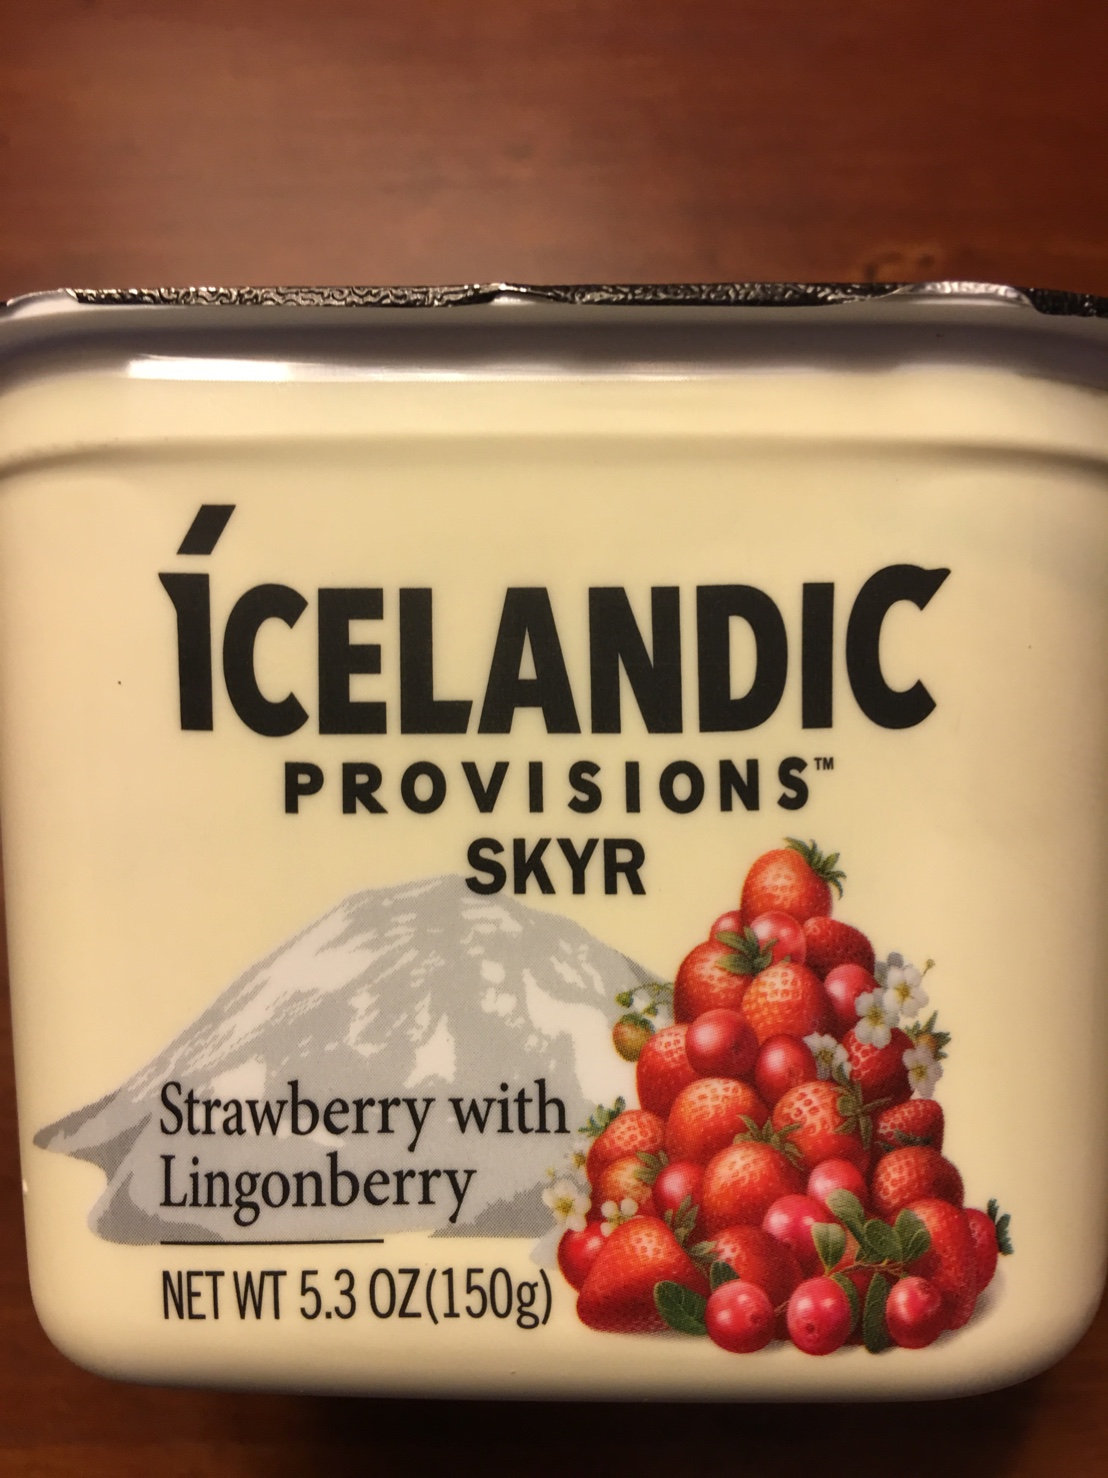 ÍCELANDIC
PROVISIONS™
SKYR
Strawberry with
Lingonberry
NET WT 5.3 OZ(150g)